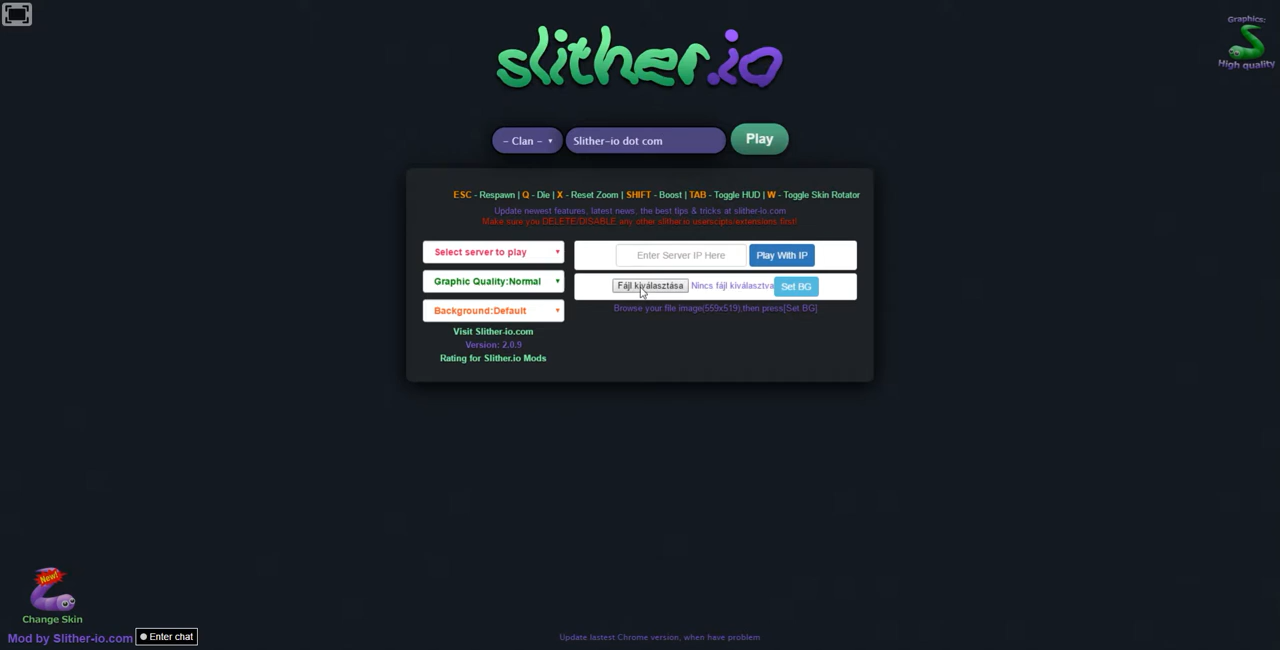 Graphics:
High quality
slither.io
- Clan -
Slither-io dot com
Play
ESC - Respawn | Q - Die | X - Reset Zoom | SHIFT - Boost | TAB - Toggle HUD | W - Toggle Skin Rotator
Update newest features, latest news, the best tips & tricks at slither-io.com
Make sure you DELETE/DISABLE any other slither.io userscipts/extensions first!
Select server to play
Enter Server IP Here
Play With IP
Graphic Quality:Normal
Fájl kiválasztása
Nincs fájl kiválasztva
Set BG
Background:Default
Browse your file image(559x519),then press[Set BG]
Visit Slither-io.com
Version: 2.0.9
Rating for Slither.io Mods
New!
Change Skin
Mod by Slither-io.com
Enter chat
Update lastest Chrome version, when have problem